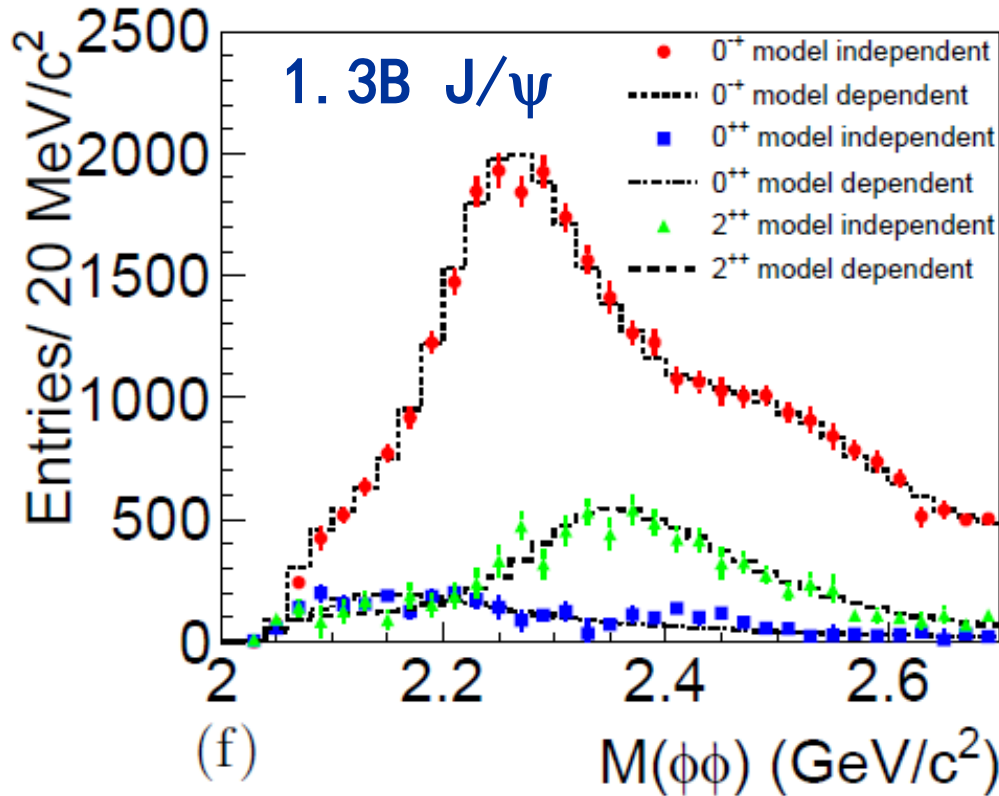 Entries/ 20 MeV/c²
2500
2000
1500
1000
500
0
1.3B J/ψ
0⁻⁺ model independent
0⁻⁺ model dependent
0⁺⁺ model independent
0⁺⁺ model dependent
2⁺⁺ model independent
2⁺⁺ model dependent
2 2.2 2.4 2.6
(f)
M(ϕϕ) (GeV/c²)